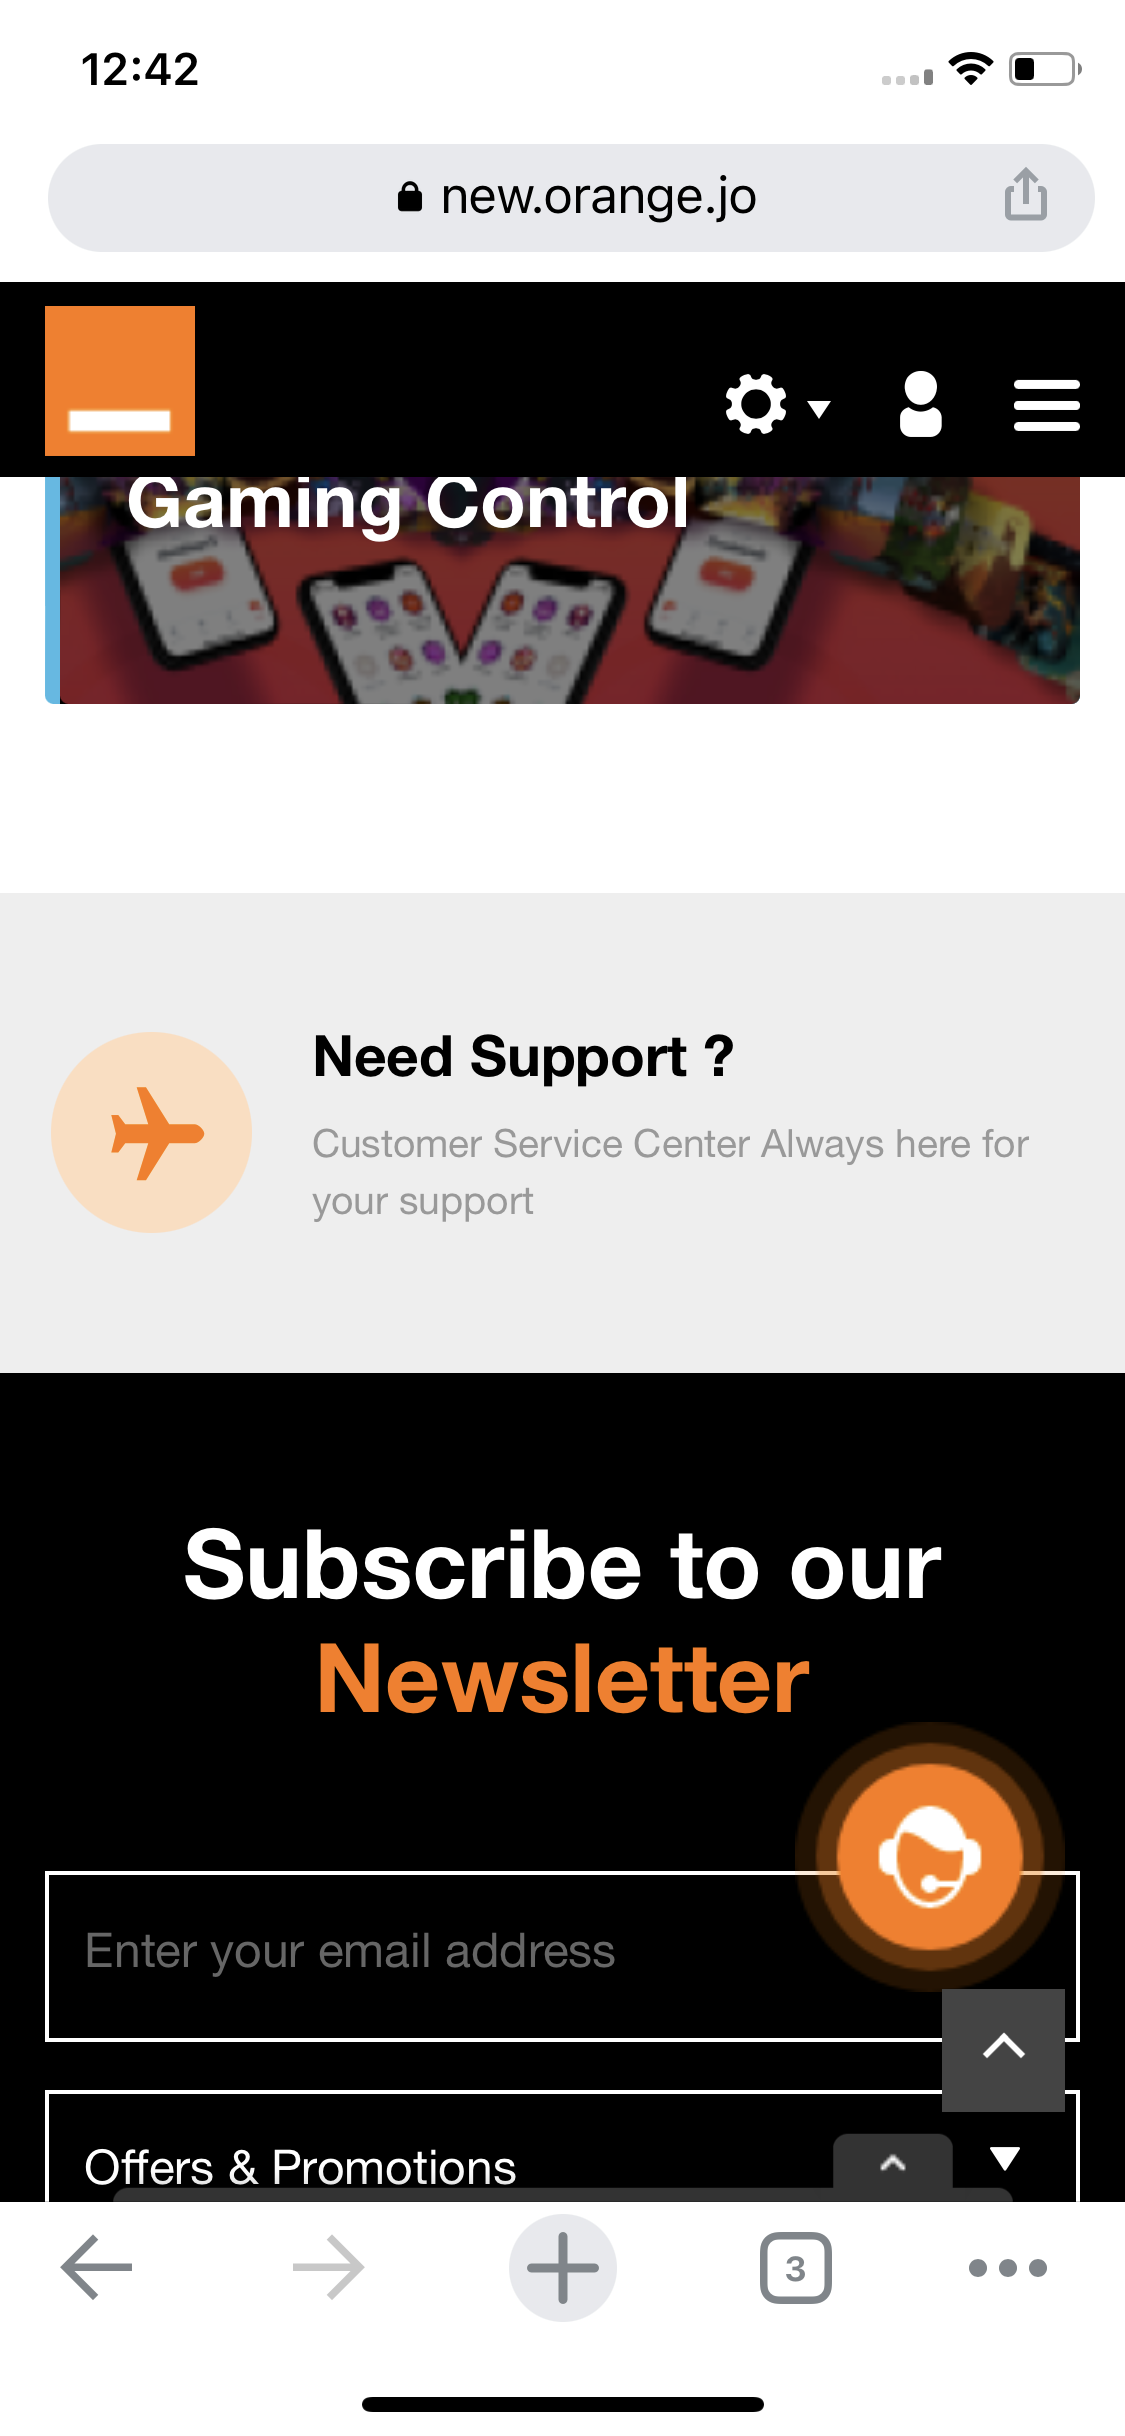 12:42
new.orange.jo
Gaming Control
Need Support ?
Customer Service Center Always here for
your support
Subscribe to our
Newsletter
Enter your email address
Offers & Promotions
3